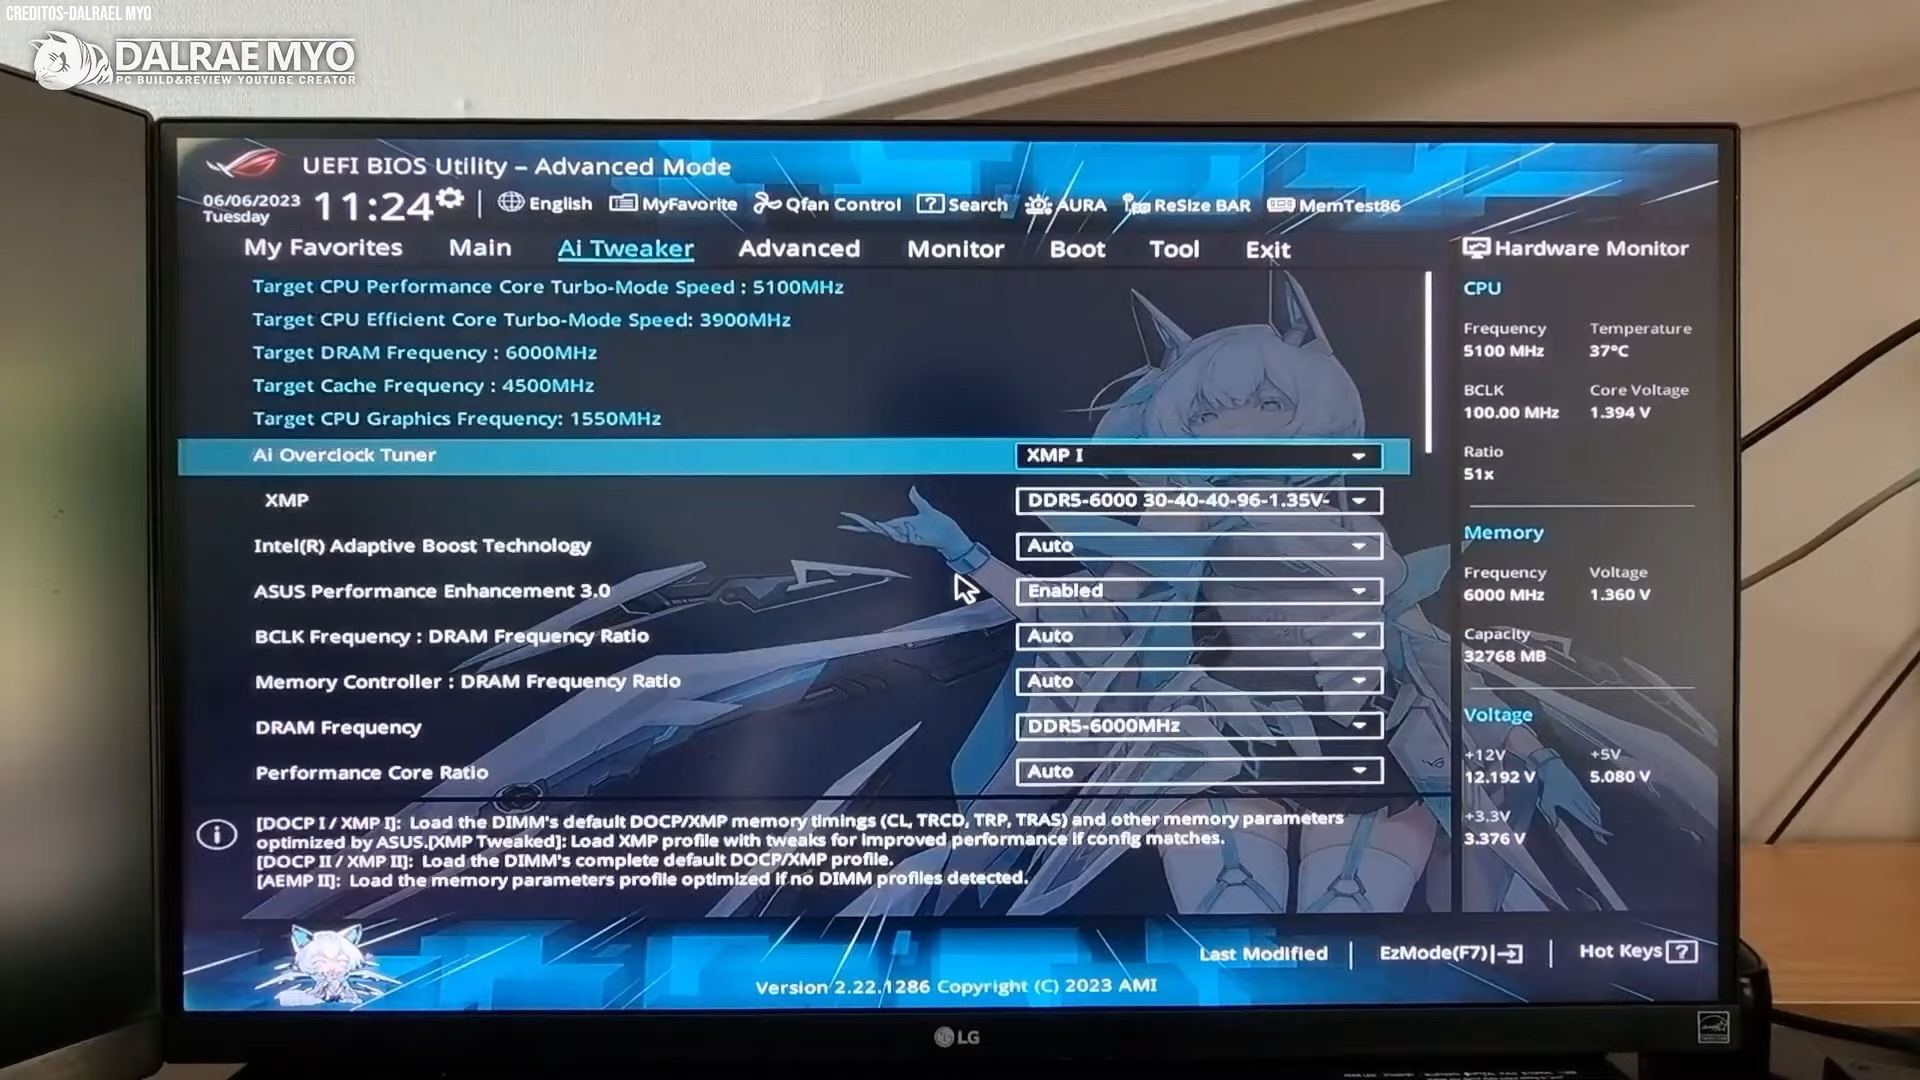 CREDITOS-DALRAEL MYO
DALRAE MYO
PC BUILD&REVIEW YOUTUBE CREATOR
UEFI BIOS Utility – Advanced Mode
06/06/2023
Tuesday
11:24
English
MyFavorite
Qfan Control
? Search
AURA
ReSize BAR
MemTest86
My Favorites
Main
Ai Tweaker
Advanced
Monitor
Boot
Tool
Exit
Hardware Monitor
Target CPU Performance Core Turbo-Mode Speed : 5100MHz
Target CPU Efficient Core Turbo-Mode Speed: 3900MHz
Target DRAM Frequency : 6000MHz
Target Cache Frequency : 4500MHz
Target CPU Graphics Frequency: 1550MHz
Ai Overclock Tuner XMP I
XMP DDR5-6000 30-40-40-96-1.35V-
Intel(R) Adaptive Boost Technology Auto
ASUS Performance Enhancement 3.0 Enabled
BCLK Frequency : DRAM Frequency Ratio Auto
Memory Controller : DRAM Frequency Ratio Auto
DRAM Frequency DDR5-6000MHz
Performance Core Ratio Auto
CPU
Frequency Temperature
5100 MHz 37°C
BCLK Core Voltage
100.00 MHz 1.394 V
Ratio
51x
Memory
Frequency Voltage
6000 MHz 1.360 V
Capacity
32768 MB
Voltage
+12V +5V
12.192 V 5.080 V
+3.3V
3.376 V
[DOCP I / XMP I]: Load the DIMM's default DOCP/XMP memory timings (CL, TRCD, TRP, TRAS) and other memory parameters
optimized by ASUS.[XMP Tweaked]: Load XMP profile with tweaks for improved performance if config matches.
[DOCP II / XMP II]: Load the DIMM's complete default DOCP/XMP profile.
[AEMP II]: Load the memory parameters profile optimized if no DIMM profiles detected.
Last Modified
EzMode(F7)
Hot Keys ?
Version 2.22.1286 Copyright (C) 2023 AMI
LG